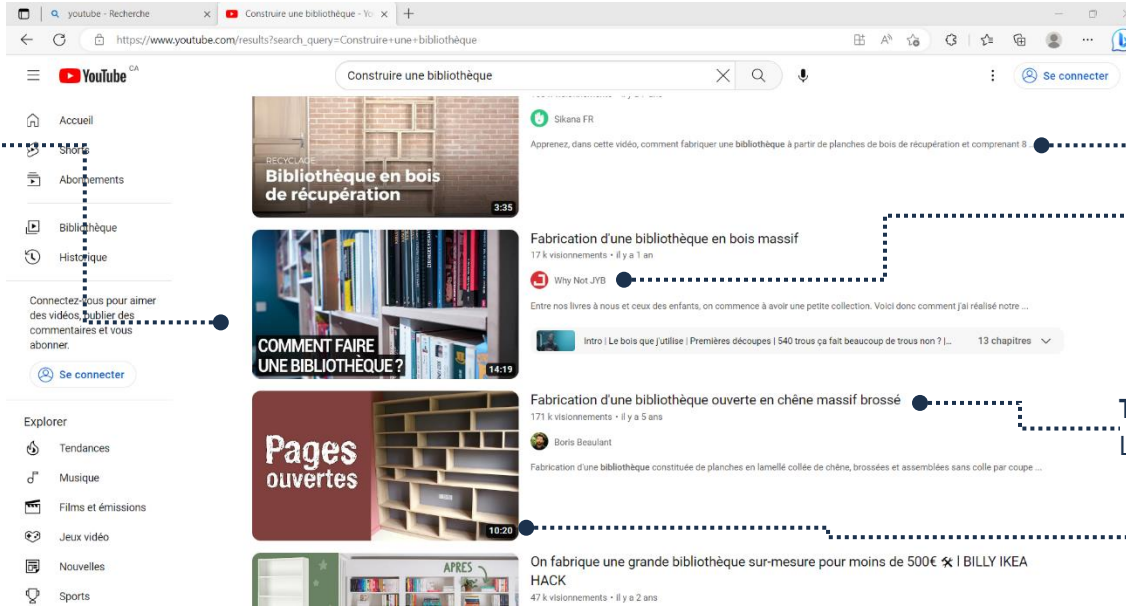 youtube - Recherche
Construire une bibliothèque - Yo
https://www.youtube.com/results?search_query=Construire+une+bibliothèque
YouTube CA
Construire une bibliothèque
Se connecter
Accueil
Shorts
Abonnements
Bibliothèque
Historique
Connectez-vous pour aimer
des vidéos, publier des
commentaires et vous
abonner.
Se connecter
Explorer
Tendances
Musique
Films et émissions
Jeux vidéo
Nouvelles
Sports
RECYCLAGE
Bibliothèque en bois
de récupération
3:35
Sikana FR
Apprenez, dans cette vidéo, comment fabriquer une bibliothèque à partir de planches de bois de récupération et comprenant 8 ...
COMMENT FAIRE
UNE BIBLIOTHÈQUE ?
14:19
Fabrication d'une bibliothèque en bois massif
17 k visionnements • il y a 1 an
Why Not JYB
Entre nos livres à nous et ceux des enfants, on commence à avoir une petite collection. Voici donc comment j'ai réalisé notre ...
Intro | Le bois que j'utilise | Premières découpes | 540 trous ça fait beaucoup de trous non ? |...
13 chapitres
Pages
ouvertes
10:20
Fabrication d'une bibliothèque ouverte en chêne massif brossé
171 k visionnements • il y a 5 ans
Boris Beaulant
Fabrication d'une bibliothèque constituée de planches en lamellé collée de chêne, brossées et assemblées sans colle par coupe ...
APRES
On fabrique une grande bibliothèque sur-mesure pour moins de 500€ 🛠 | BILLY IKEA
HACK
47 k visionnements • il y a 2 ans